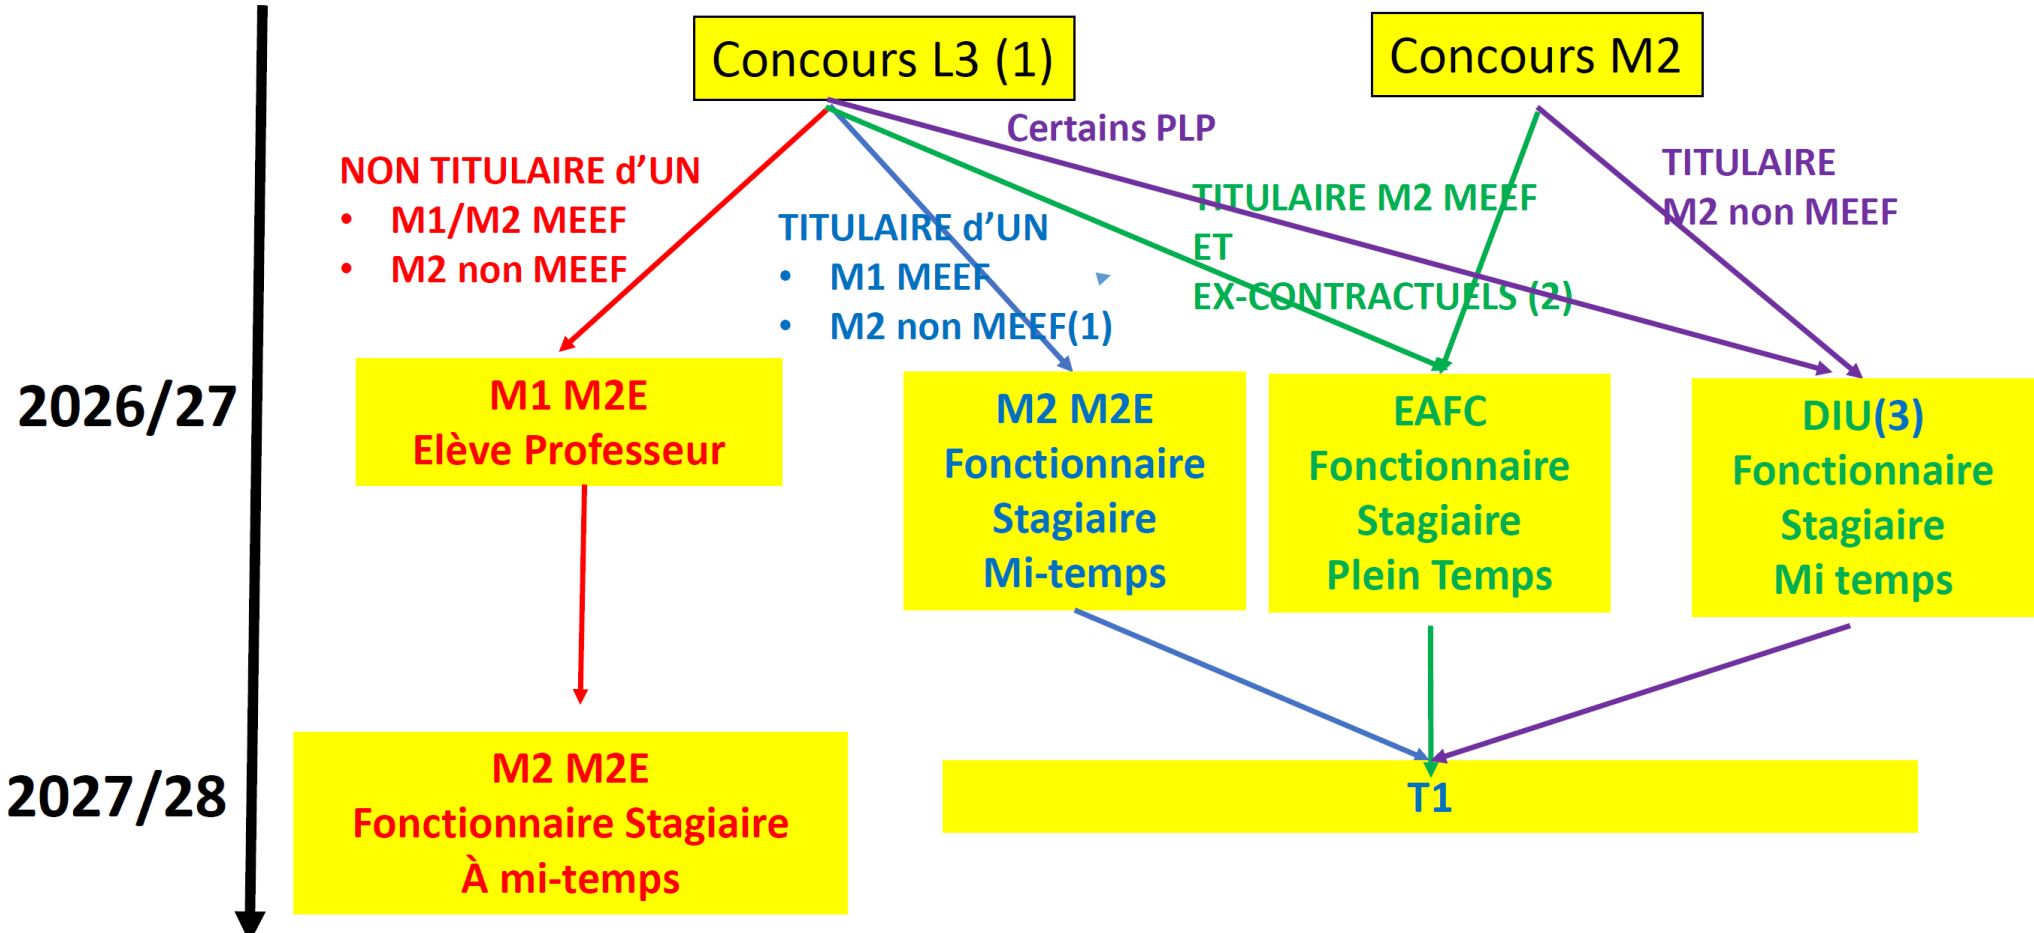 Concours L3 (1)
Concours M2
Certains PLP
NON TITULAIRE d’UN
• M1/M2 MEEF
• M2 non MEEF
TITULAIRE d’UN
• M1 MEEF
• M2 non MEEF(1)
TITULAIRE M2 MEEF
ET
EX-CONTRACTUELS (2)
TITULAIRE
M2 non MEEF
2026/27
M1 M2E
Elève Professeur
M2 M2E
Fonctionnaire
Stagiaire
Mi-temps
EAFC
Fonctionnaire
Stagiaire
Plein Temps
DIU(3)
Fonctionnaire
Stagiaire
Mi temps
2027/28
M2 M2E
Fonctionnaire Stagiaire
À mi-temps
T1